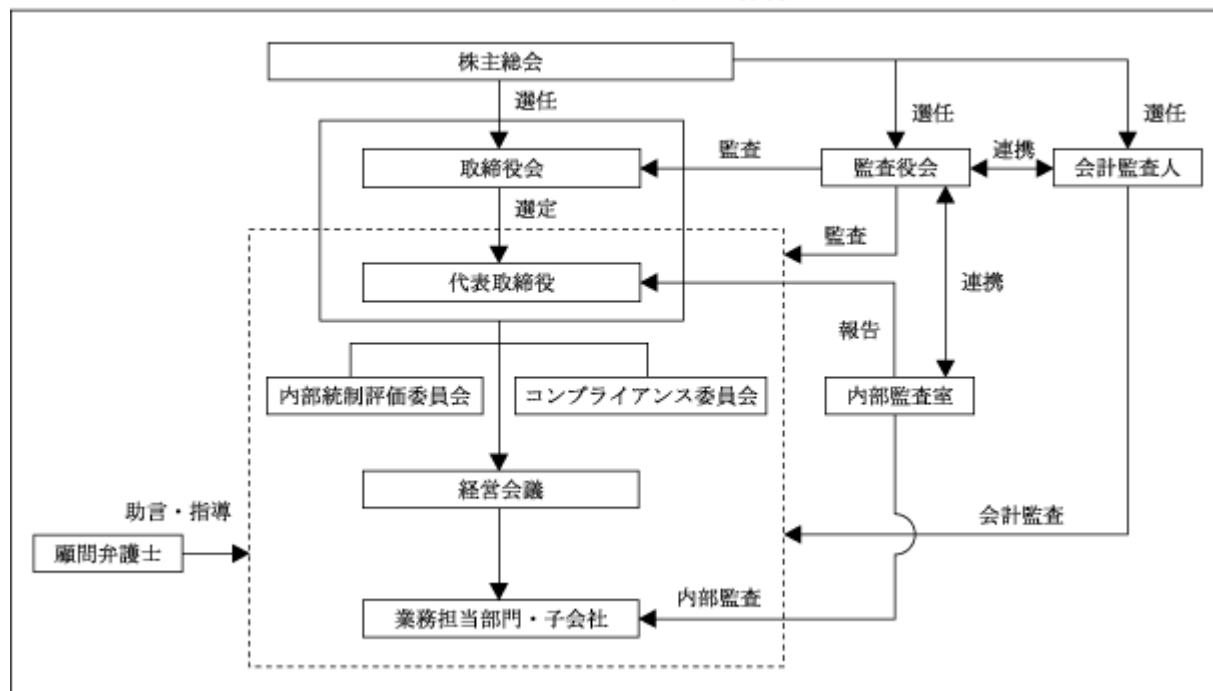 株主総会
選任
選任
選任
取締役会
監査
監査役会
連携
会計監査人
選定
監査
代表取締役
連携
報告
内部統制評価委員会
コンプライアンス委員会
内部監査室
経営会議
助言・指導
会計監査
顧問弁護士
内部監査
業務担当部門・子会社